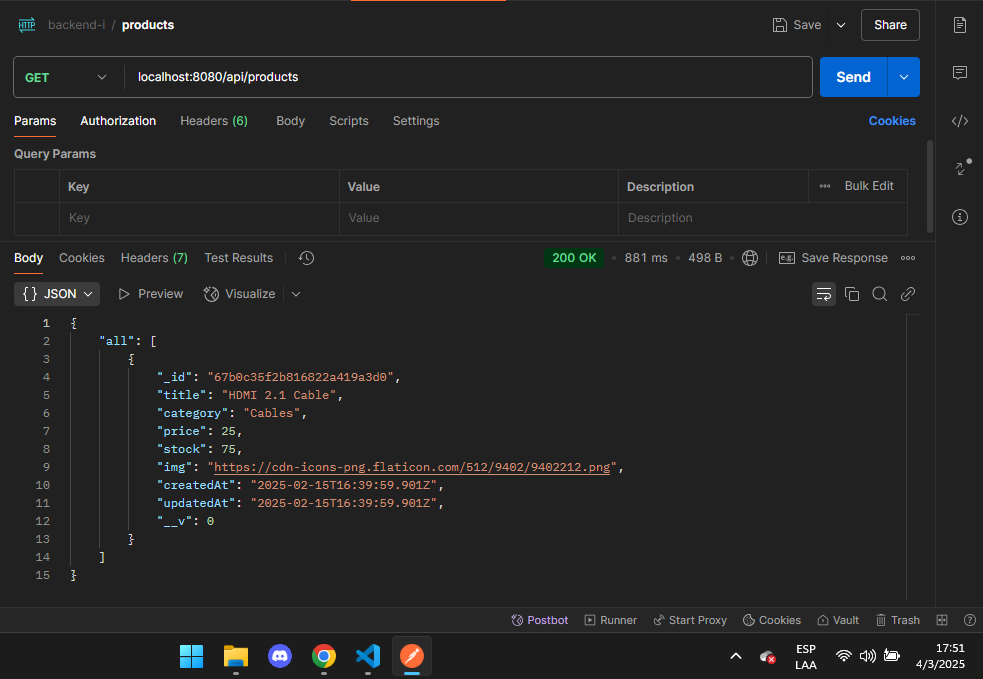 HTTP backend-i / products Save Share
GET localhost:8080/api/products Send
Params Authorization Headers (6) Body Scripts Settings Cookies
Query Params
Key Value Description Bulk Edit
Key Value Description
Body Cookies Headers (7) Test Results 200 OK 881 ms 498 B e.g. Save Response
{} JSON Preview Visualize
1 {
2 "all": [
3 {
4 "_id": "67b0c35f2b816822a419a3d0",
5 "title": "HDMI 2.1 Cable",
6 "category": "Cables",
7 "price": 25,
8 "stock": 75,
9 "img": "https://cdn-icons-png.flaticon.com/512/9402/9402212.png",
10 "createdAt": "2025-02-15T16:39:59.901Z",
11 "updatedAt": "2025-02-15T16:39:59.901Z",
12 "__v": 0
13 }
14 ]
15 }
Postbot Runner Start Proxy Cookies Vault Trash
ESP 17:51
LAA 4/3/2025